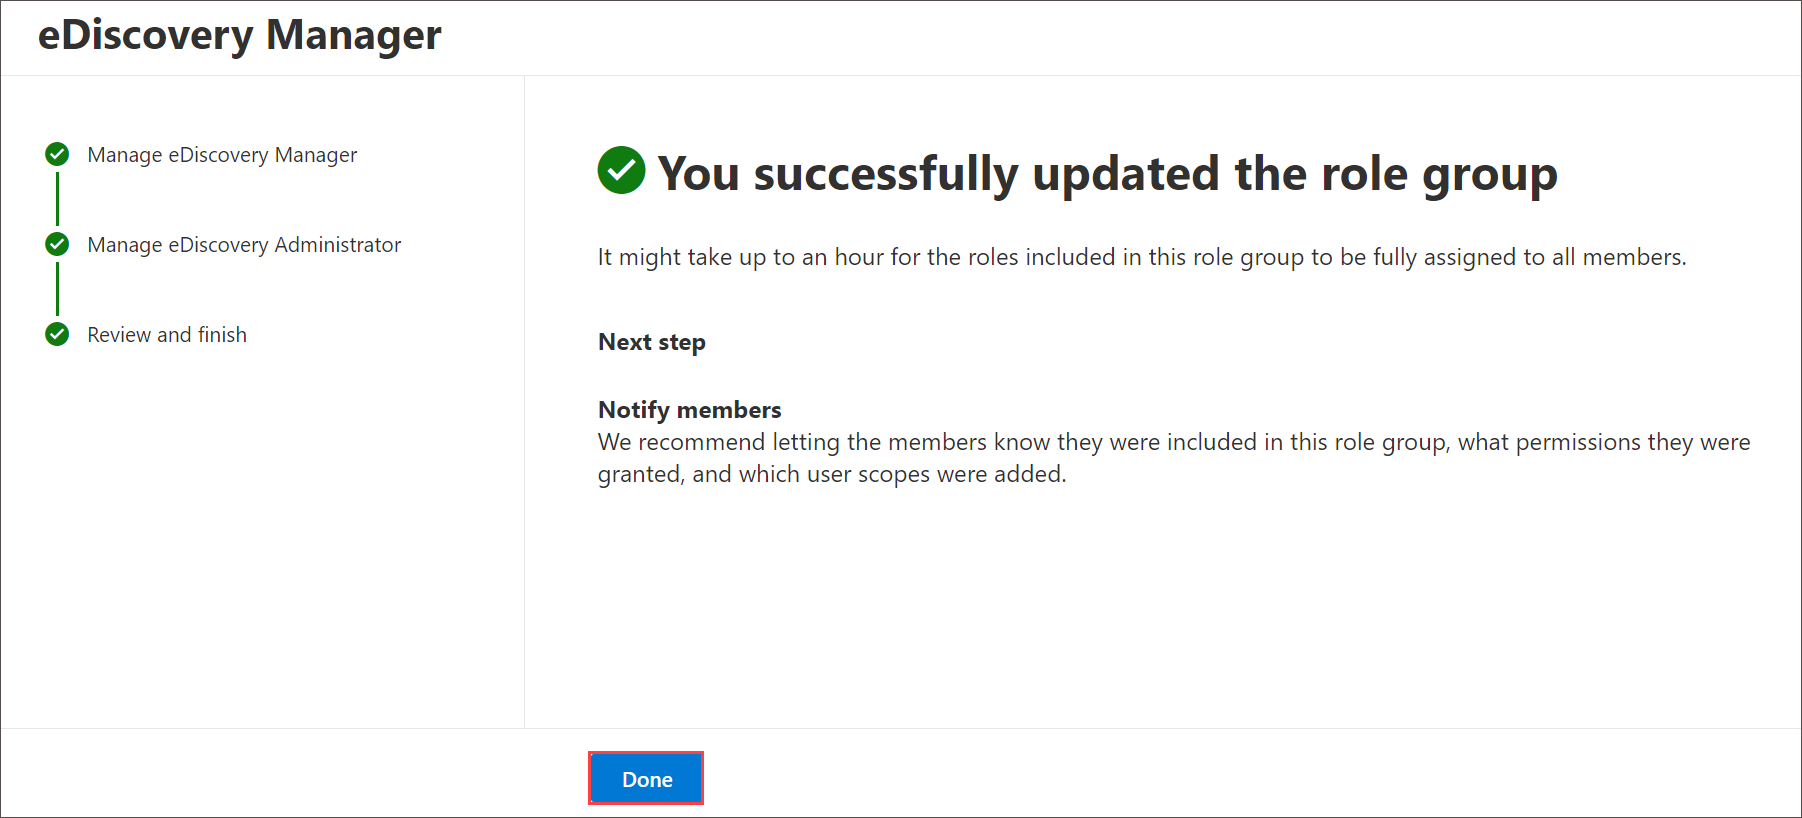 eDiscovery Manager
Manage eDiscovery Manager
Manage eDiscovery Administrator
Review and finish
You successfully updated the role group
It might take up to an hour for the roles included in this role group to be fully assigned to all members.
Next step
Notify members
We recommend letting the members know they were included in this role group, what permissions they were
granted, and which user scopes were added.
Done